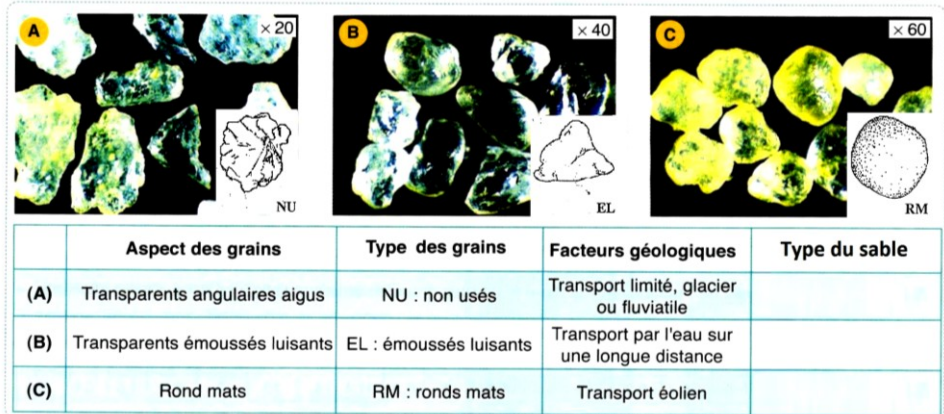 A × 20 B × 40 C × 60
NU EL RM
Aspect des grains Type des grains Facteurs géologiques Type du sable
(A) Transparents angulaires aigus NU : non usés Transport limité, glacier
ou fluviatile
(B) Transparents émoussés luisants EL : émoussés luisants Transport par l'eau sur
une longue distance
(C) Rond mats RM : ronds mats Transport éolien